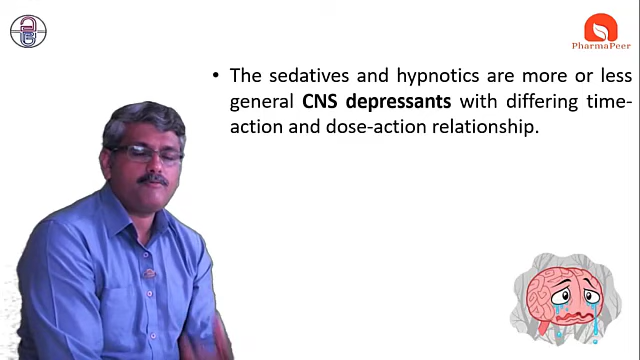 PharmaPeer
• The sedatives and hypnotics are more or less
general CNS depressants with differing time-
action and dose-action relationship.